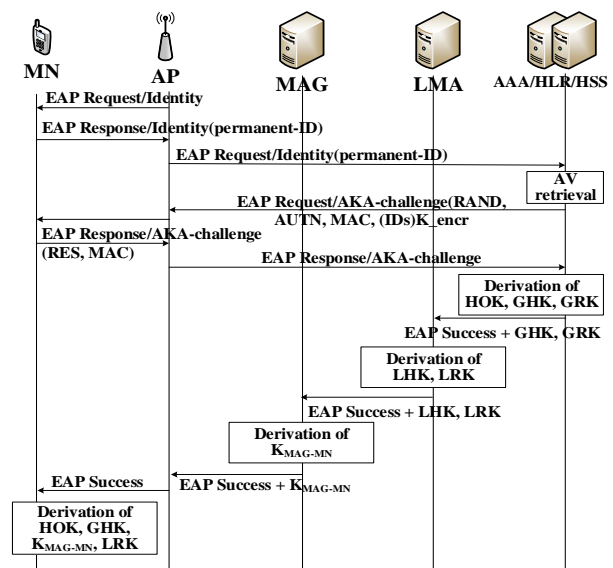 MN
AP
MAG
LMA
AAA/HLR/HSS
EAP Request/Identity
EAP Response/Identity(permanent-ID)
EAP Request/Identity(permanent-ID)
AV
retrieval
EAP Request/AKA-challenge(RAND,
AUTN, MAC, (IDs)K_encr
EAP Response/AKA-challenge
(RES, MAC)
EAP Response/AKA-challenge
Derivation of
HOK, GHK, GRK
EAP Success + GHK, GRK
Derivation of
LHK, LRK
EAP Success + LHK, LRK
Derivation of
KMAG-MN
EAP Success + KMAG-MN
EAP Success
Derivation of
HOK, GHK,
KMAG-MN, LRK